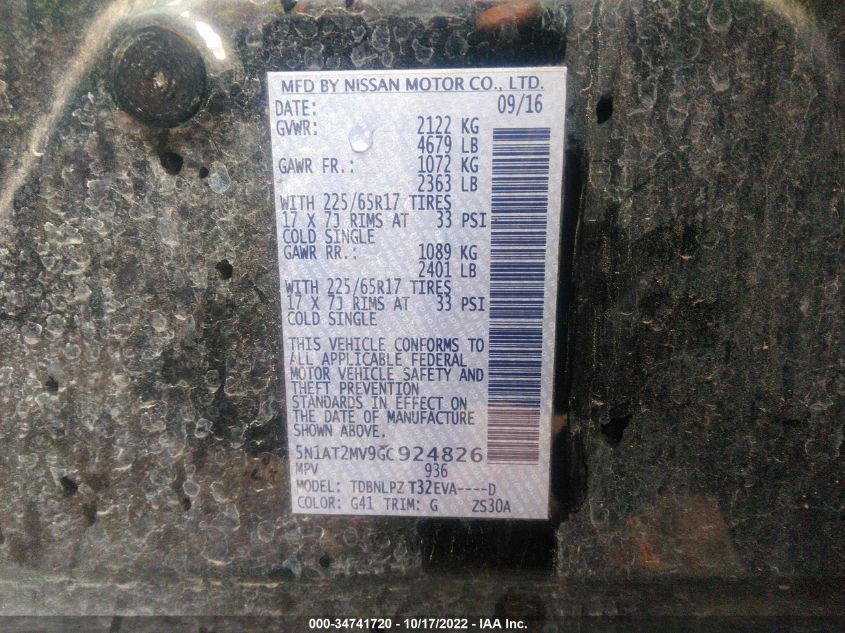 MFD BY NISSAN MOTOR CO., LTD.
DATE: 09/16
GVWR: 2122 KG
4679 LB
GAWR FR.: 1072 KG
2363 LB
WITH 225/65R17 TIRES
17 X 7J RIMS AT 33 PSI
COLD SINGLE
GAWR RR.: 1089 KG
2401 LB
WITH 225/65R17 TIRES
17 X 7J RIMS AT 33 PSI
COLD SINGLE
THIS VEHICLE CONFORMS TO
ALL APPLICABLE FEDERAL
MOTOR VEHICLE SAFETY AND
THEFT PREVENTION
STANDARDS IN EFFECT ON
THE DATE OF MANUFACTURE
SHOWN ABOVE.
5N1AT2MV9GC924826
MPV 936
MODEL: TDBNLPZ T32EVA----D
COLOR: G41 TRIM: G ZS30A
000-34741720 - 10/17/2022 - IAA Inc.